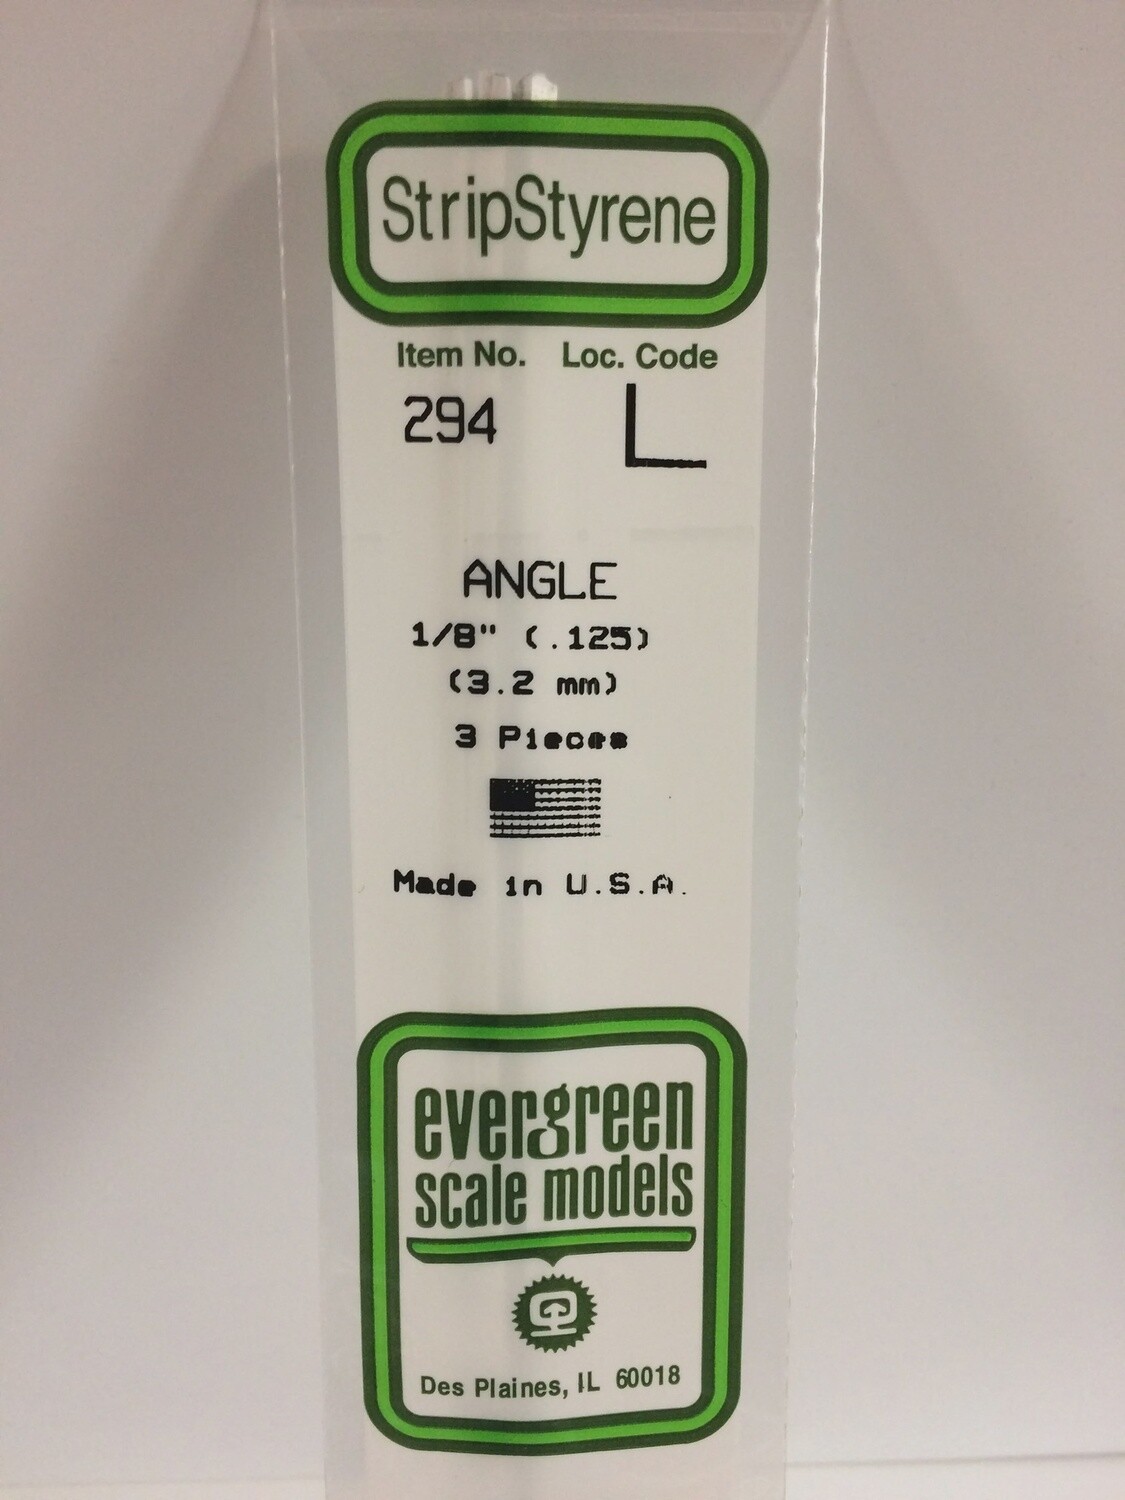 StripStyrene
Item No. Loc. Code
294 L
ANGLE
1/8" (.125)
(3.2 mm)
3 Pieces
Made in U.S.A.
evergreen
scale models
Des Plaines, IL 60018